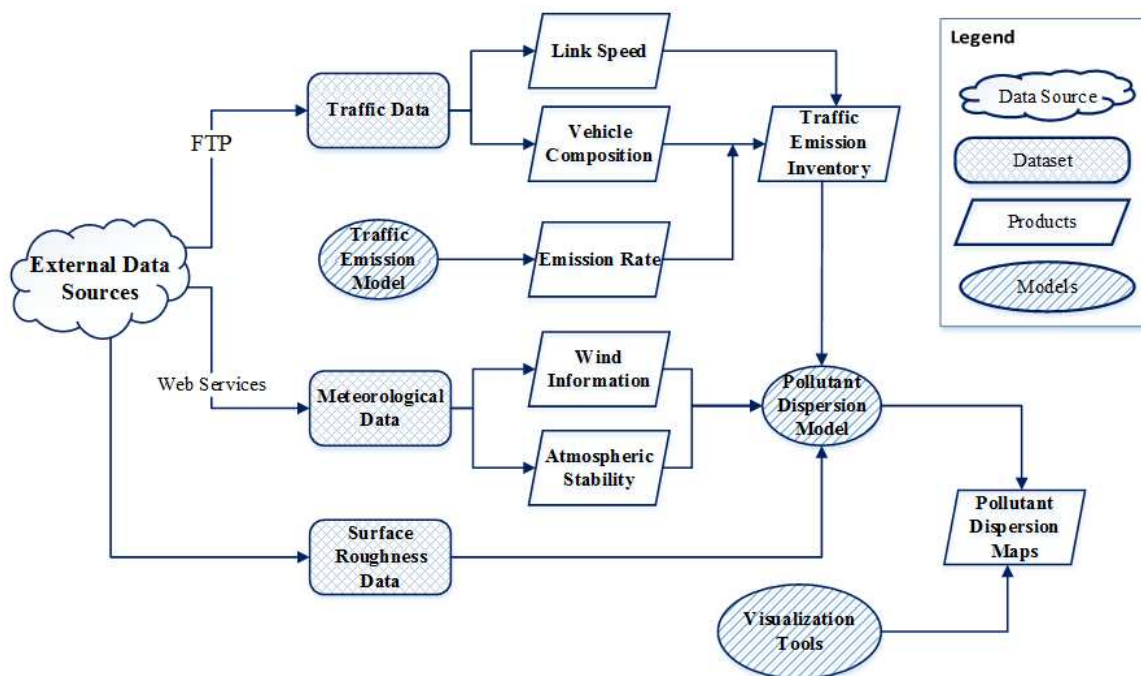 Link Speed
Legend
Data Source
Traffic Data
FTP
Vehicle
Composition
Traffic
Emission
Inventory
Dataset
Products
Traffic
Emission
Model
Emission Rate
External Data
Sources
Models
Web Services
Wind
Information
Meteorological
Data
Pollutant
Dispersion
Model
Atmospheric
Stability
Surface
Roughness
Data
Pollutant
Dispersion
Maps
Visualization
Tools